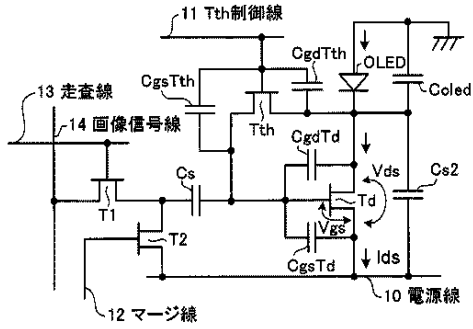 11 Tth制御線
CgdTth
OLED
CgsTth
Coled
13 走査線
14 画像信号線
Tth
CgdTd
Cs
Vds
Cs2
T1
Td
T2
Vgs
Ids
CgsTd
10 電源線
12 マージ線